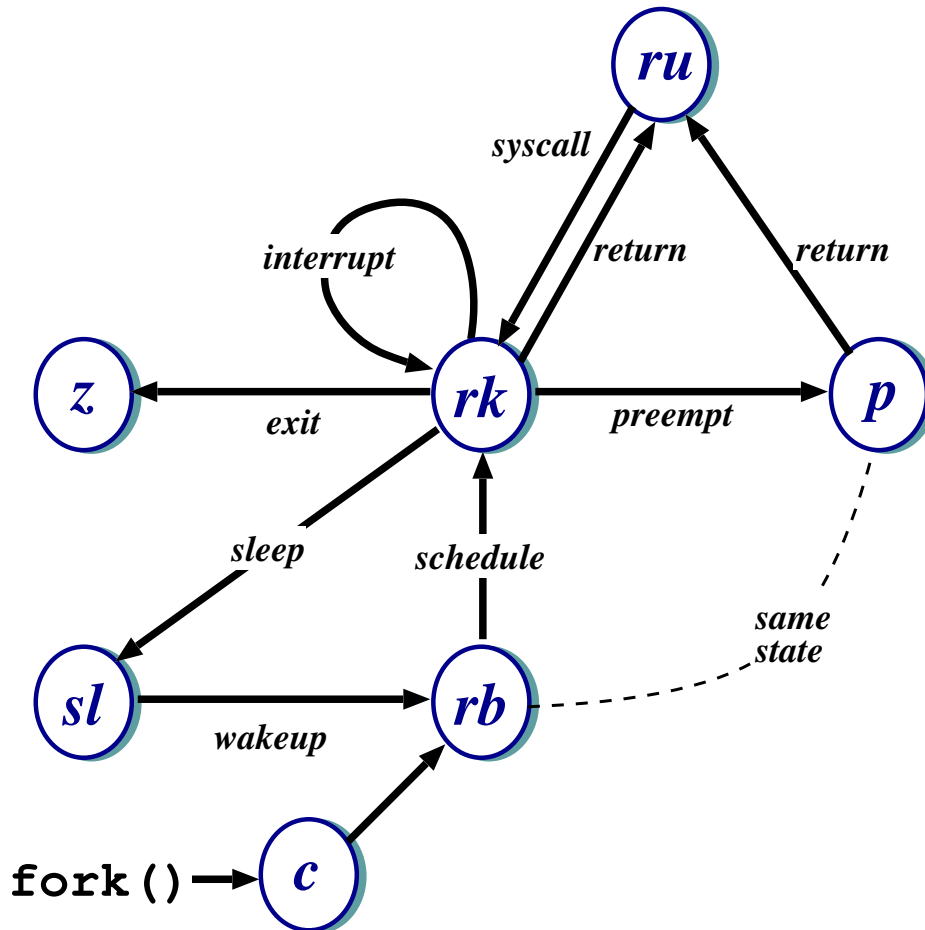 ru
syscall
interrupt
return
return
z
rk
p
exit
preempt
sleep
schedule
same
state
sl
rb
wakeup
fork()
c